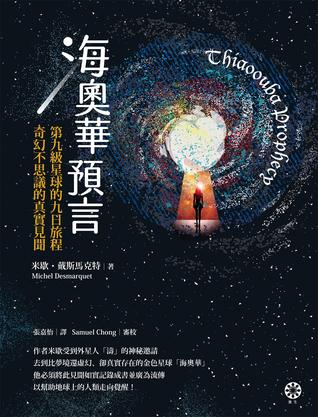 海奧華預言
Thiaoouba Prophecy
第九級星球的九日旅程
奇幻不思議的真實見聞
米歇・戴斯馬克特│著
Michel Desmarquet
張嘉怡│譯 Samuel Chong│審校
作者米歇受到外星人「濤」的神秘邀請
去到比夢境還虛幻、卻真實存在的金色星球「海奧華」
他必須將此見聞如實記錄成書並廣為流傳
以幫助地球上的人類走向覺醒！